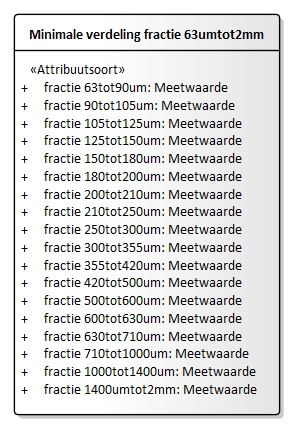 Minimale verdeling fractie 63umtot2mm
«Attribuutsoort»
+ fractie 63tot90um: Meetwaarde
+ fractie 90tot105um: Meetwaarde
+ fractie 105tot125um: Meetwaarde
+ fractie 125tot150um: Meetwaarde
+ fractie 150tot180um: Meetwaarde
+ fractie 180tot200um: Meetwaarde
+ fractie 200tot210um: Meetwaarde
+ fractie 210tot250um: Meetwaarde
+ fractie 250tot300um: Meetwaarde
+ fractie 300tot355um: Meetwaarde
+ fractie 355tot420um: Meetwaarde
+ fractie 420tot500um: Meetwaarde
+ fractie 500tot600um: Meetwaarde
+ fractie 600tot630um: Meetwaarde
+ fractie 630tot710um: Meetwaarde
+ fractie 710tot1000um: Meetwaarde
+ fractie 1000tot1400um: Meetwaarde
+ fractie 1400umtot2mm: Meetwaarde